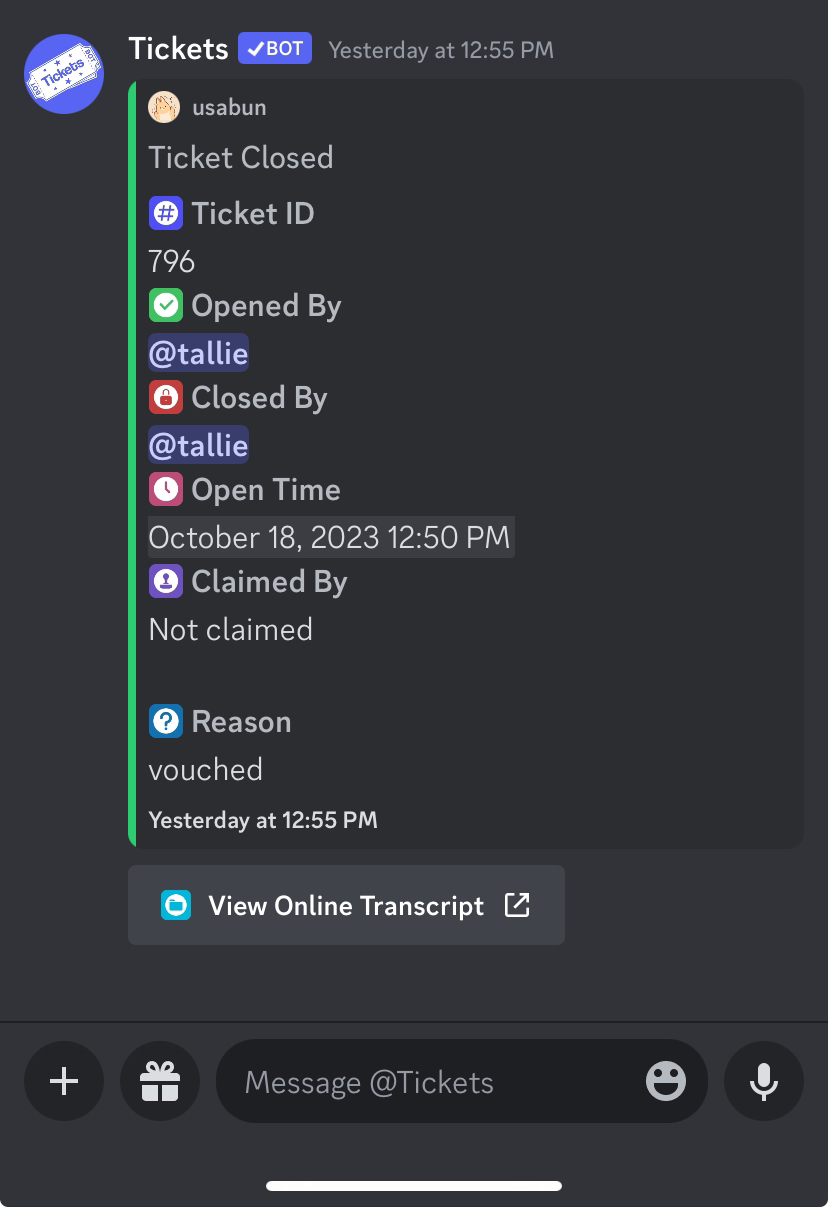 Tickets
BOT
Tickets BOT Yesterday at 12:55 PM
usabun
Ticket Closed
# Ticket ID
796
Opened By
@tallie
Closed By
@tallie
Open Time
October 18, 2023 12:50 PM
Claimed By
Not claimed
? Reason
vouched
Yesterday at 12:55 PM
View Online Transcript
Message @Tickets